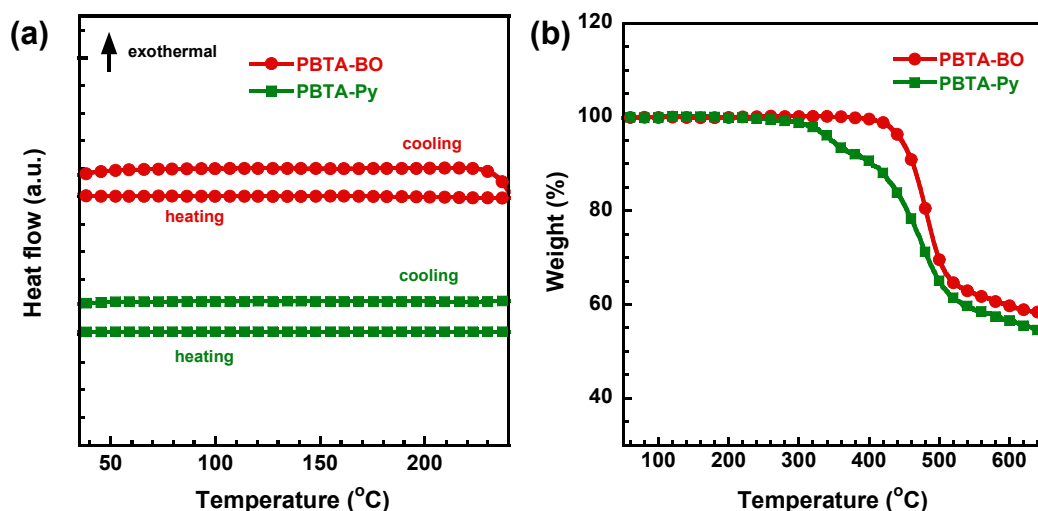 (a)
exothermal
PBTA-BO
PBTA-Py
cooling
heating
cooling
heating
Heat flow (a.u.)
50 100 150 200
Temperature (°C)
(b)
PBTA-BO
PBTA-Py
120
100
80
60
40
Weight (%)
100 200 300 400 500 600
Temperature (°C)